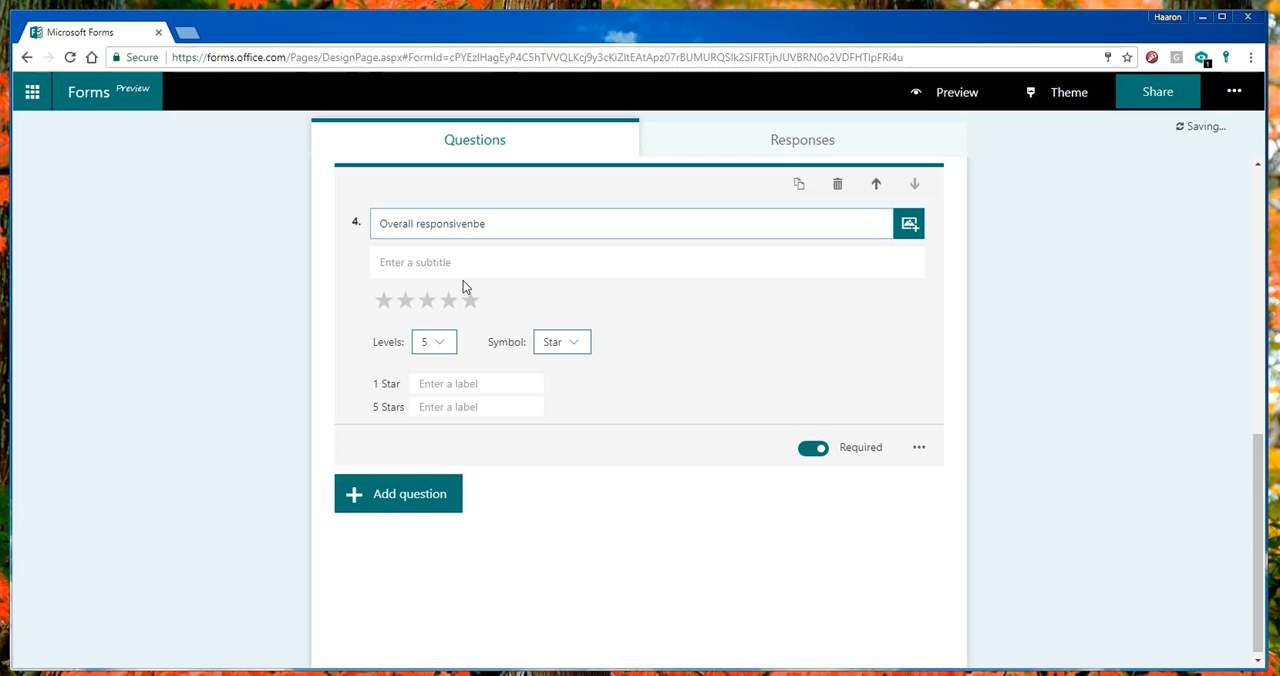 Haaron
Microsoft Forms
Secure https://forms.office.com/Pages/DesignPage.aspx#FormId=cPYEzIHagEyP4C5hTVVQLKcj9y3cKiZItEAtApz07rBUMURQSlk2SlFRTjhJUVBRN0o2VDFHTlpFRi4u
Forms Preview
Preview
Theme
Share
Saving...
Questions
Responses
4. Overall responsivenbe
Enter a subtitle
Levels: 5
Symbol: Star
1 Star Enter a label
5 Stars Enter a label
Required
Add question